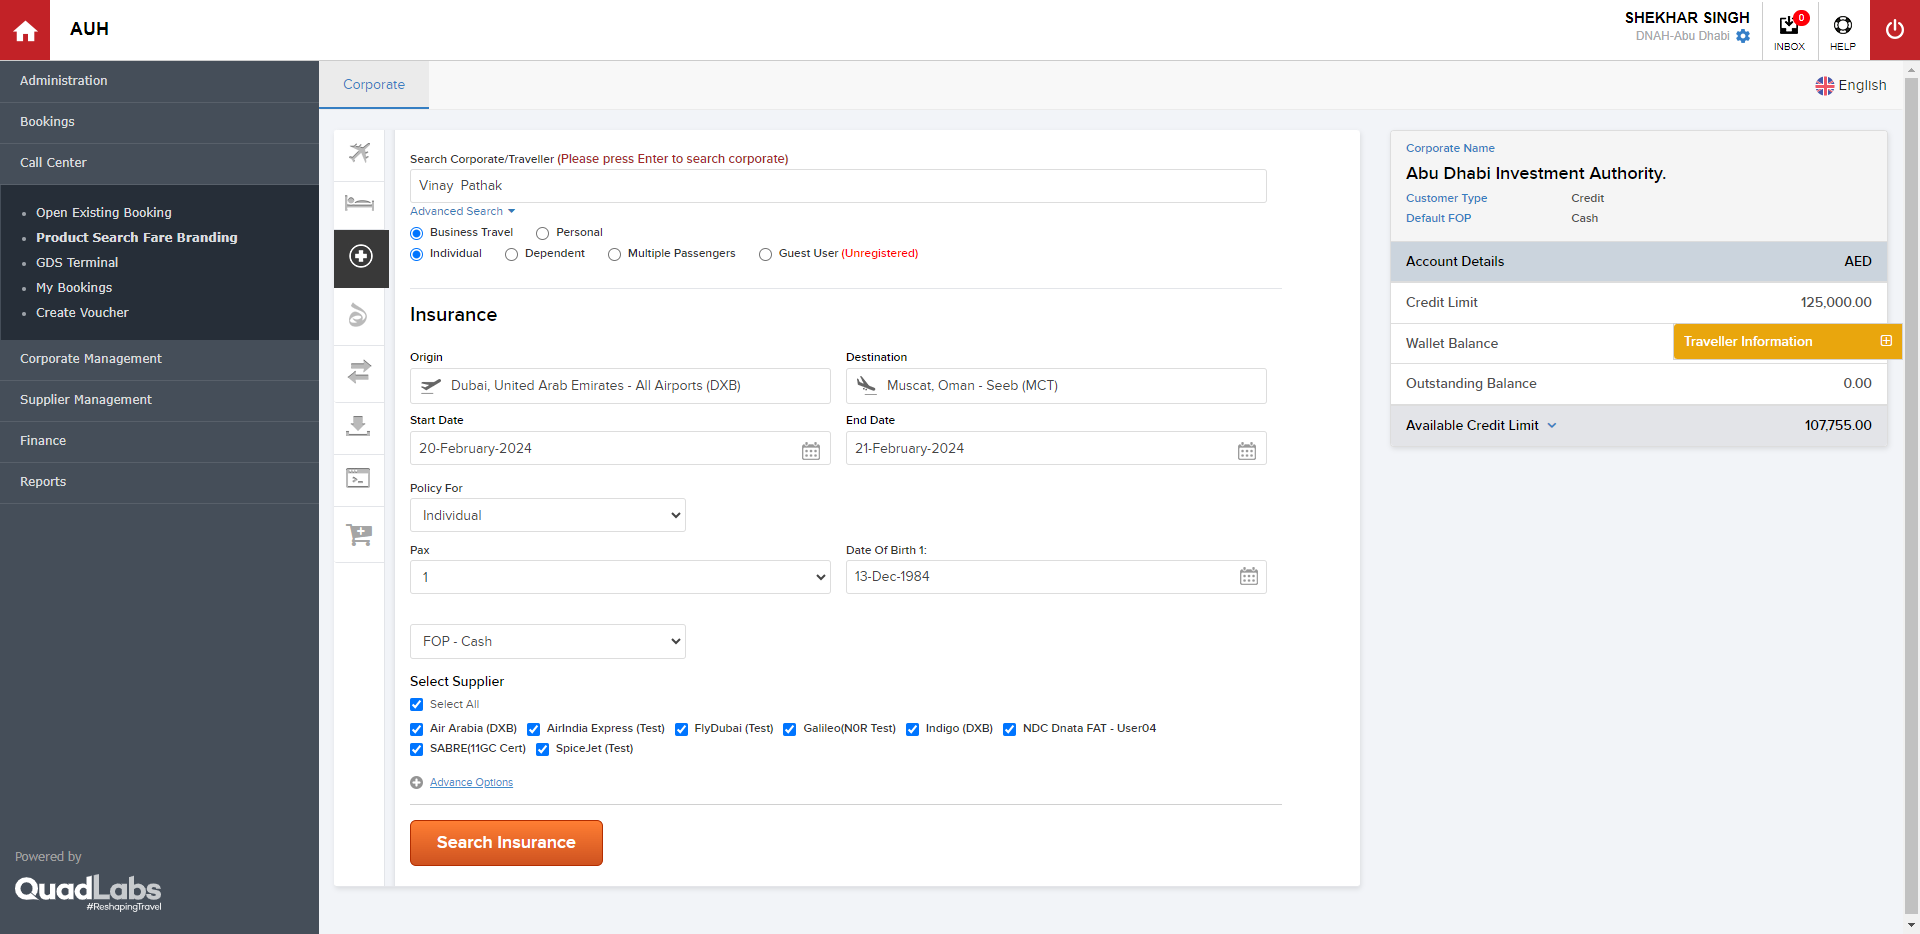 AUH
SHEKHAR SINGH
DNAH-Abu Dhabi
0
INBOX
HELP
Administration
Bookings
Call Center
Open Existing Booking
Product Search Fare Branding
GDS Terminal
My Bookings
Create Voucher
Corporate Management
Supplier Management
Finance
Reports
Powered by
QuadLabs
#ReshapingTravel
Corporate
English
Search Corporate/Traveller (Please press Enter to search corporate)
Vinay  Pathak
Advanced Search
Business Travel Personal
Individual Dependent Multiple Passengers Guest User (Unregistered)
Insurance
Origin Destination
Dubai, United Arab Emirates - All Airports (DXB) Muscat, Oman - Seeb (MCT)
Start Date End Date
20-February-2024 21-February-2024
Policy For
Individual
Pax Date Of Birth 1:
1 13-Dec-1984
FOP - Cash
Select Supplier
Select All
Air Arabia (DXB) AirIndia Express (Test) FlyDubai (Test) Galileo(N0R Test) Indigo (DXB) NDC Dnata FAT - User04
SABRE(11GC Cert) SpiceJet (Test)
Advance Options
Search Insurance
Corporate Name
Abu Dhabi Investment Authority.
Customer Type Credit
Default FOP Cash
Account Details AED
Credit Limit 125,000.00
Wallet Balance
Traveller Information
Outstanding Balance 0.00
Available Credit Limit 107,755.00